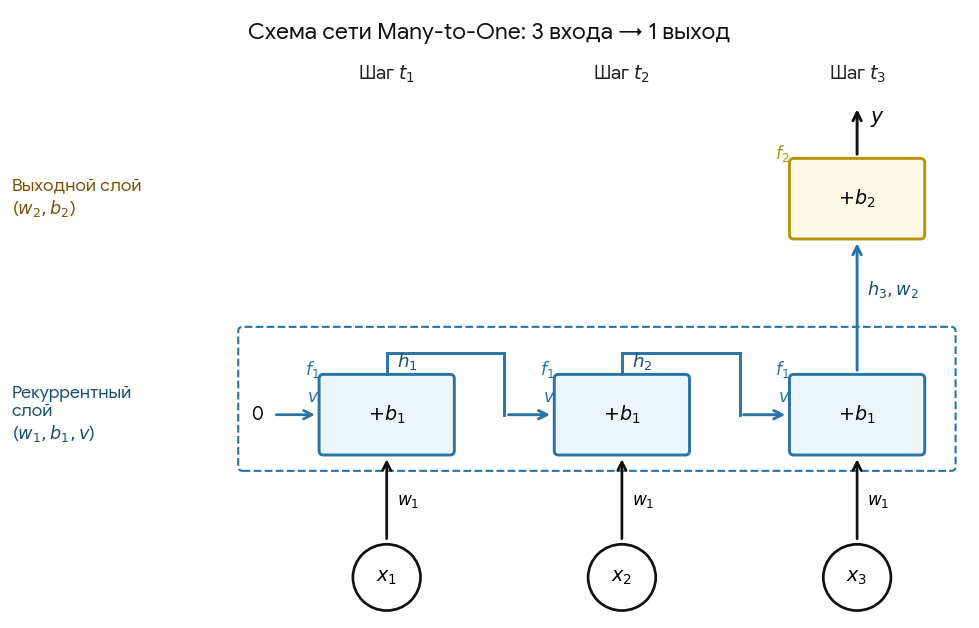 Схема сети Many-to-One: 3 входа → 1 выход
Шаг t₁
Шаг t₂
Шаг t₃
y
f₂
Выходной слой
(w₂, b₂)
+b₂
h₃, w₂
Рекуррентный
слой
(w₁, b₁, v)
0
f₁
v
h₁
+b₁
f₁
v
h₂
+b₁
f₁
v
+b₁
w₁
w₁
w₁
x₁
x₂
x₃